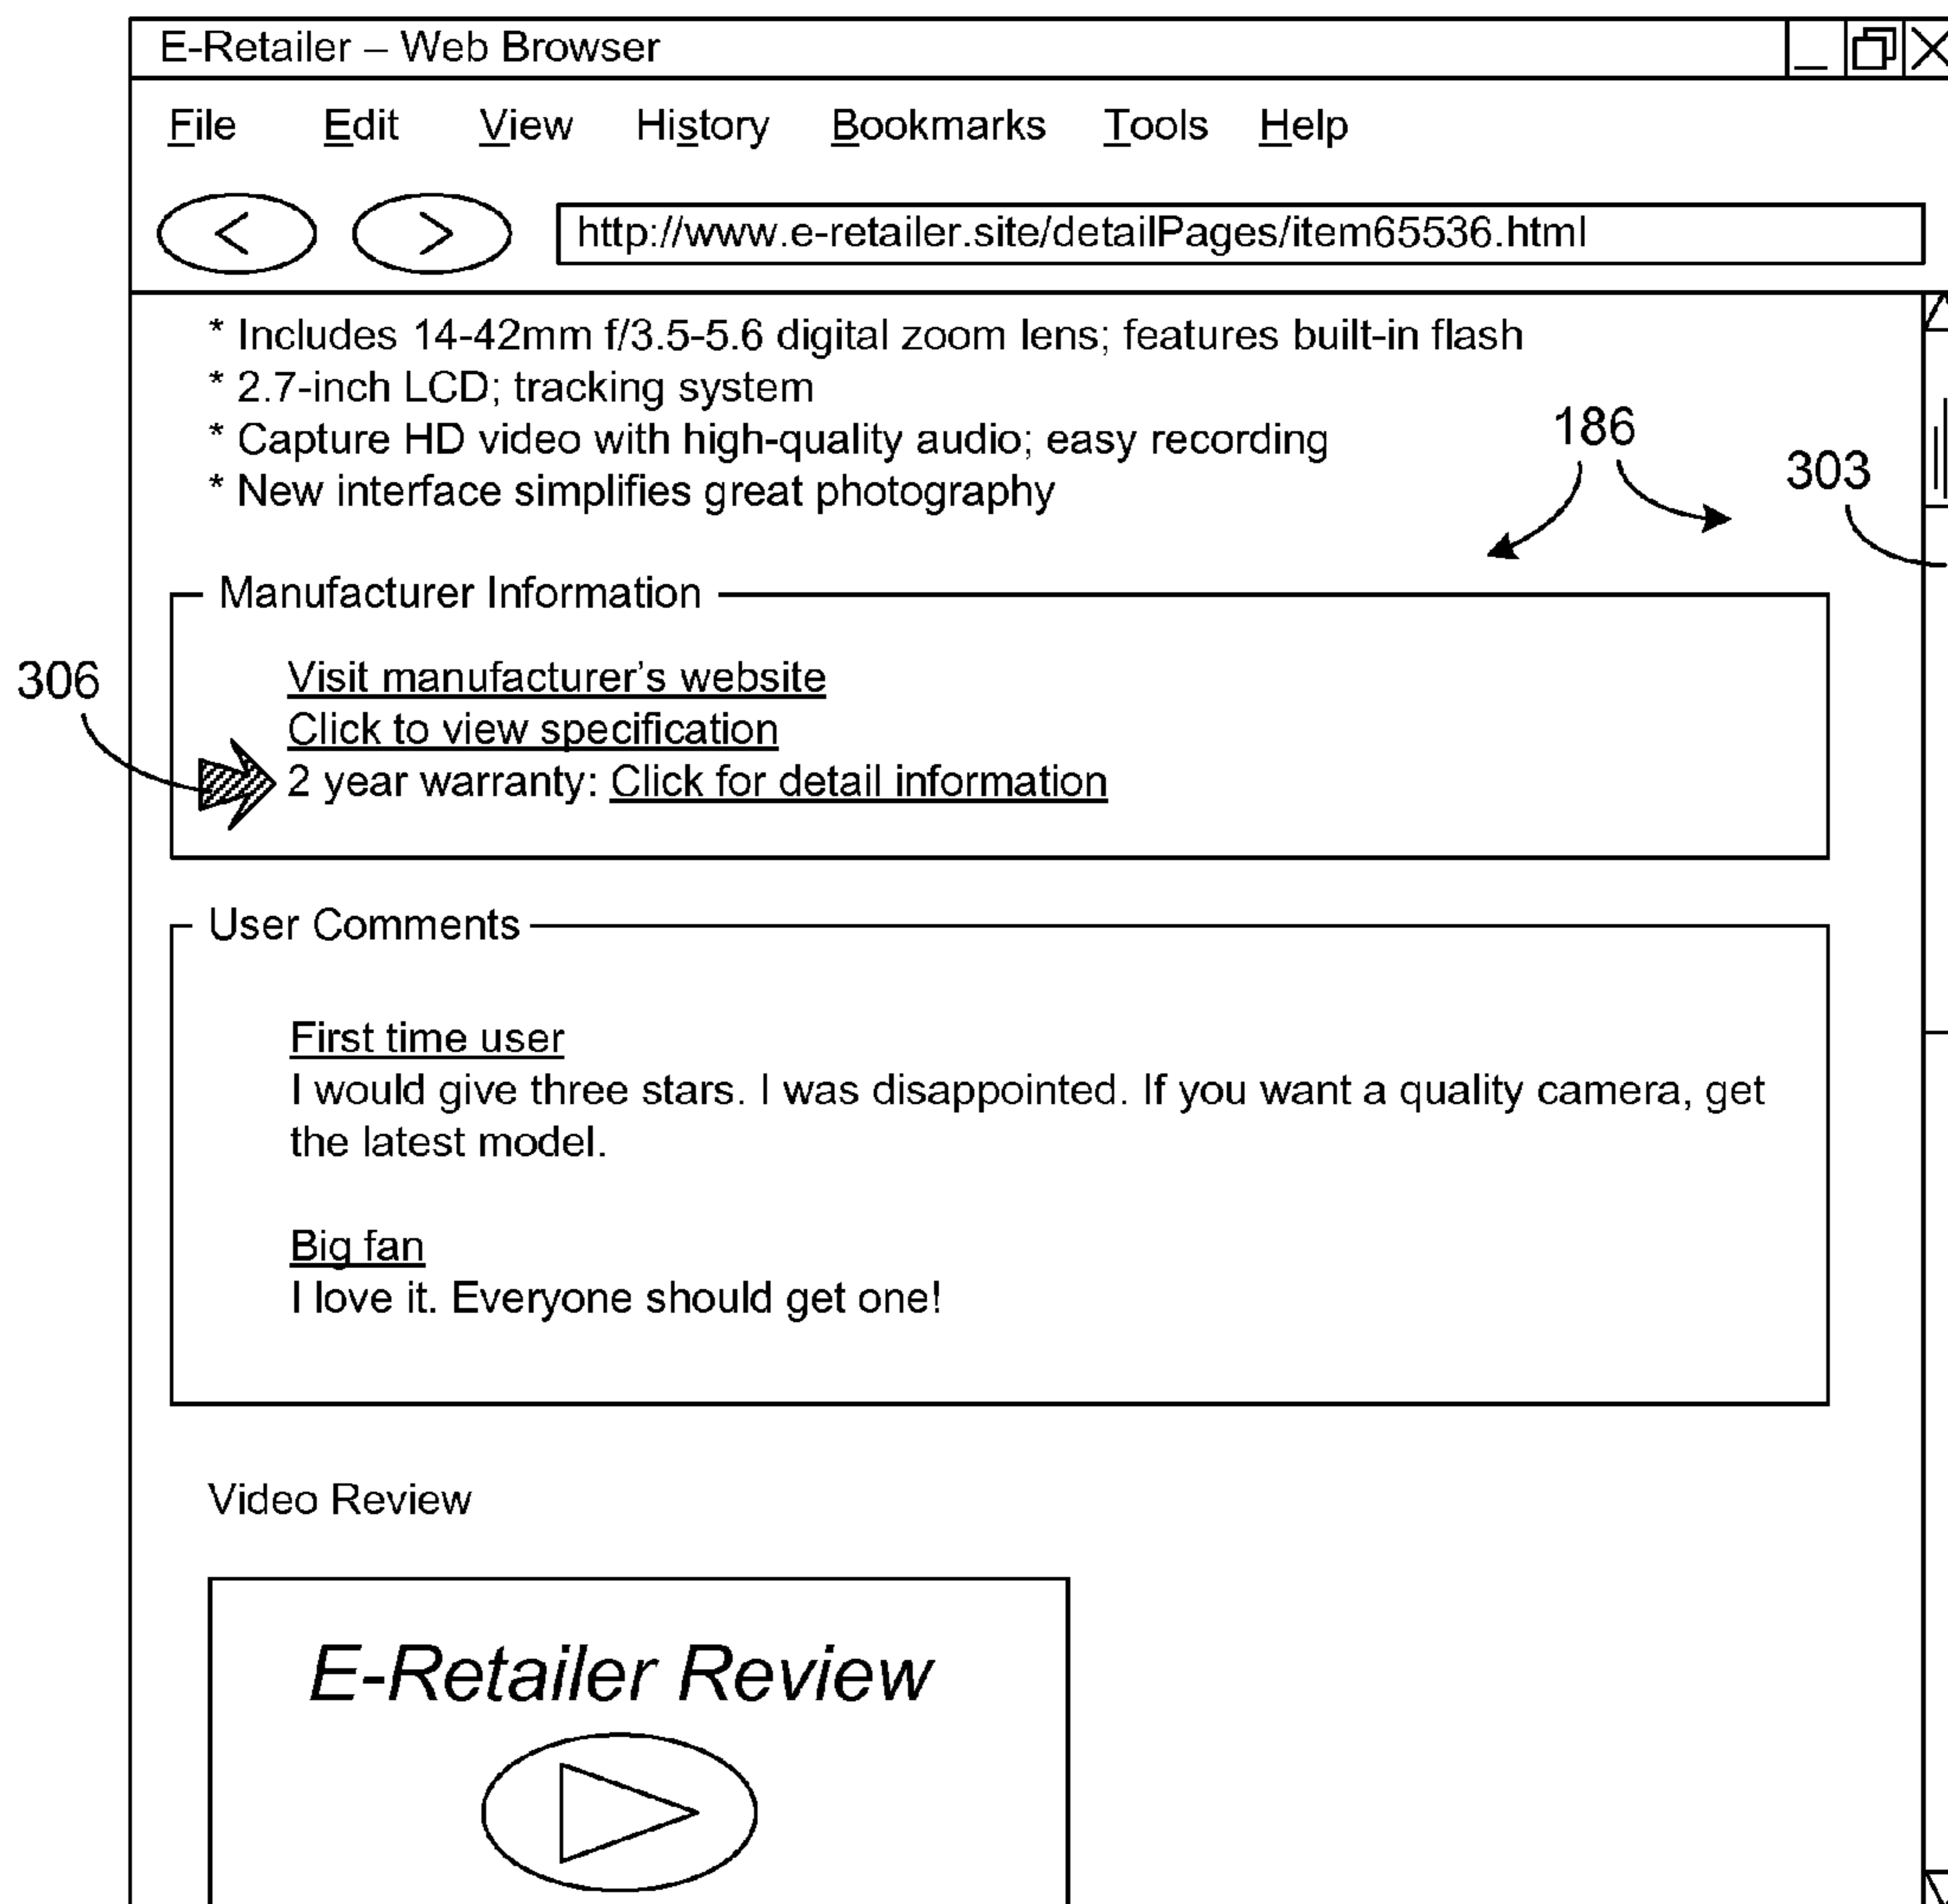 E-Retailer – Web Browser
File Edit View History Bookmarks Tools Help
< > http://www.e-retailer.site/detailPages/item65536.html
* Includes 14-42mm f/3.5-5.6 digital zoom lens; features built-in flash
* 2.7-inch LCD; tracking system
* Capture HD video with high-quality audio; easy recording
* New interface simplifies great photography
186
303
Manufacturer Information
306
Visit manufacturer's website
Click to view specification
2 year warranty: Click for detail information
User Comments
First time user
I would give three stars. I was disappointed. If you want a quality camera, get
the latest model.
Big fan
I love it. Everyone should get one!
Video Review
E-Retailer Review